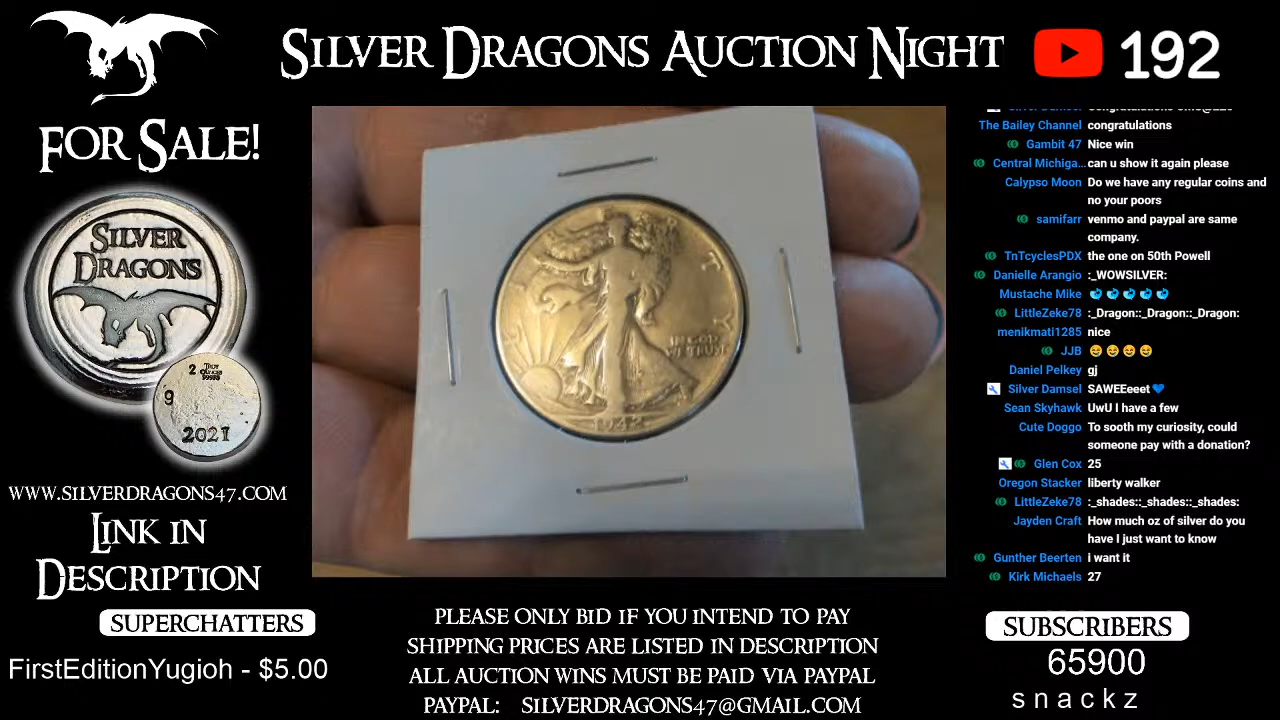 SILVER DRAGONS AUCTION NIGHT
192
FOR SALE!
SILVER
DRAGONS
2 TROY
OUNCES
99995
9
2021
WWW.SILVERDRAGONS47.COM
LINK IN
DESCRIPTION
SUPERCHATTERS
FirstEditionYugioh - $5.00
T
Y
IN GOD
WE TRUST
1942
The Bailey Channel congratulations
Gambit 47 Nice win
Central Michiga... can u show it again please
Calypso Moon Do we have any regular coins and
no your poors
samifarr venmo and paypal are same
company.
TnTcyclesPDX the one on 50th Powell
Danielle Arangio :_WOWSILVER:
Mustache Mike
LittleZeke78 :_Dragon::_Dragon::_Dragon:
menikmati1285 nice
JJB
Daniel Pelkey gj
Silver Damsel SAWEEeeet
Sean Skyhawk UwU I have a few
Cute Doggo To sooth my curiosity, could
someone pay with a donation?
Glen Cox 25
Oregon Stacker liberty walker
LittleZeke78 :_shades::_shades::_shades:
Jayden Craft How much oz of silver do you
have I just want to know
Gunther Beerten i want it
Kirk Michaels 27
PLEASE ONLY BID IF YOU INTEND TO PAY
SHIPPING PRICES ARE LISTED IN DESCRIPTION
ALL AUCTION WINS MUST BE PAID VIA PAYPAL
PAYPAL: SILVERDRAGONS47@GMAIL.COM
SUBSCRIBERS
65900
snackz